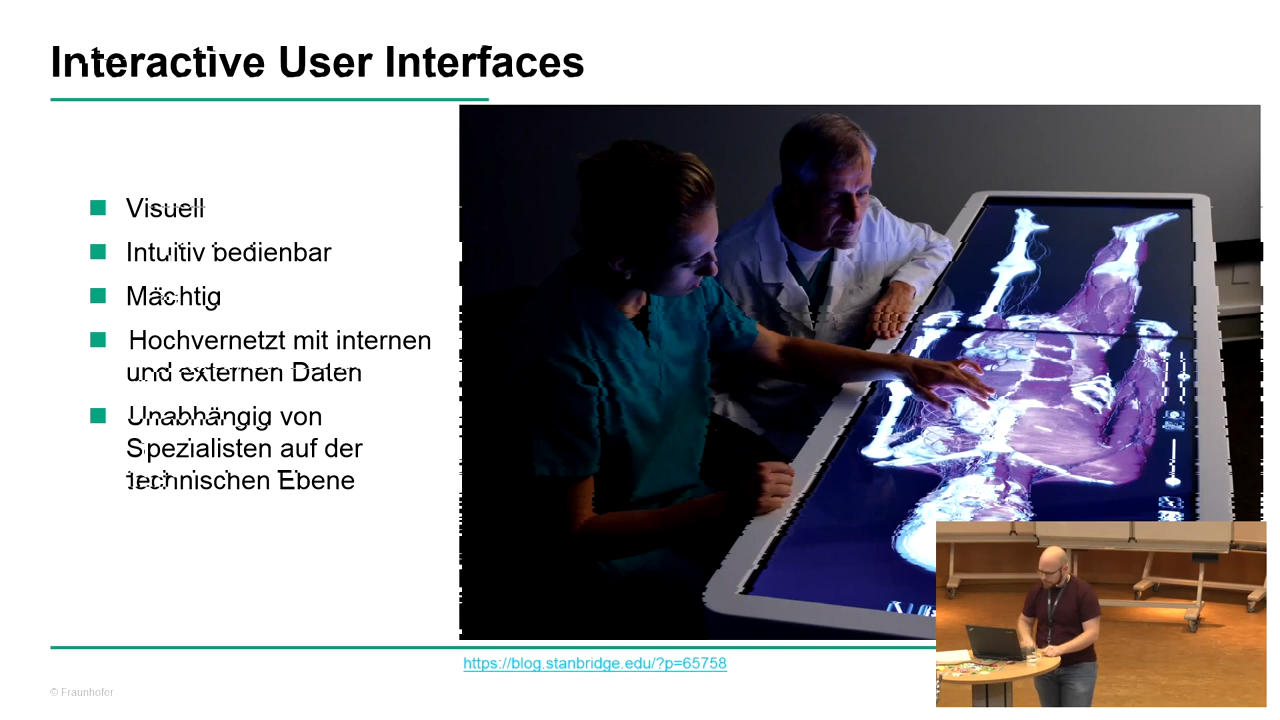 Interactive User Interfaces
Visuell
Intuitiv bedienbar
Mächtig
Hochvernetzt mit internen
und externen Daten
Unabhängig von
Spezialisten auf der
technischen Ebene
https://blog.stanbridge.edu/?p=65758
© Fraunhofer